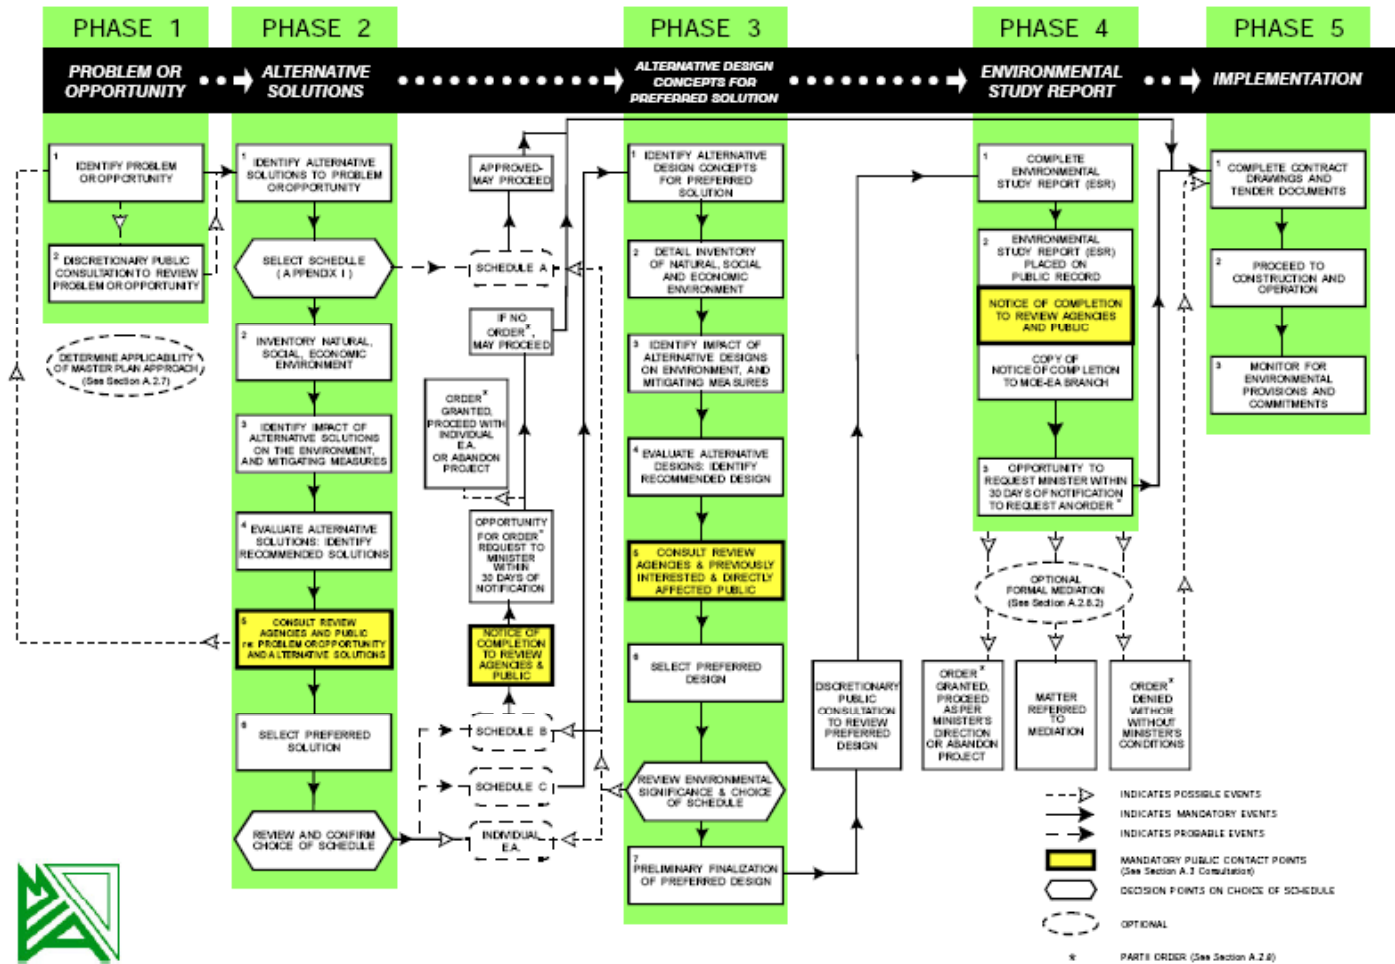 PHASE 1
PHASE 2
PHASE 3
PHASE 4
PHASE 5
PROBLEM OR
OPPORTUNITY
ALTERNATIVE
SOLUTIONS
ALTERNATIVE DESIGN
CONCEPTS FOR
PREFERRED SOLUTION
ENVIRONMENTAL
STUDY REPORT
IMPLEMENTATION
1
IDENTIFY PROBLEM
OR OPPORTUNITY
2
DISCRETIONARY PUBLIC
CONSULTATION TO REVIEW
PROBLEM OR OPPORTUNITY
DETERMINE APPLICABILITY
OF MASTER PLAN APPROACH
(See Section A.2.7)
1
IDENTIFY ALTERNATIVE
SOLUTIONS TO PROBLEM
OR OPPORTUNITY
SELECT SCHEDULE
(APPENDIX I)
2
INVENTORY NATURAL,
SOCIAL, ECONOMIC
ENVIRONMENT
3
IDENTIFY IMPACT OF
ALTERNATIVE SOLUTIONS
ON THE ENVIRONMENT,
AND MITIGATING MEASURES
4
EVALUATE ALTERNATIVE
SOLUTIONS: IDENTIFY
RECOMMENDED SOLUTIONS
5
CONSULT REVIEW
AGENCIES AND PUBLIC
re: PROBLEM OR OPPORTUNITY
AND ALTERNATIVE SOLUTIONS
6
SELECT PREFERRED
SOLUTION
REVIEW AND CONFIRM
CHOICE OF SCHEDULE
APPROVED-
MAY PROCEED
SCHEDULE A
IF NO
ORDER*,
MAY PROCEED
ORDER*
GRANTED,
PROCEED WITH
INDIVIDUAL
E.A.
OR ABANDON
PROJECT
OPPORTUNITY
FOR ORDER*
REQUEST TO
MINISTER
WITHIN
30 DAYS OF
NOTIFICATION
NOTICE OF
COMPLETION
TO REVIEW
AGENCIES &
PUBLIC
SCHEDULE B
SCHEDULE C
INDIVIDUAL
E.A.
1
IDENTIFY ALTERNATIVE
DESIGN CONCEPTS
FOR PREFERRED
SOLUTION
2
DETAIL INVENTORY
OF NATURAL, SOCIAL
AND ECONOMIC
ENVIRONMENT
3
IDENTIFY IMPACT OF
ALTERNATIVE DESIGNS
ON ENVIRONMENT, AND
MITIGATING MEASURES
4
EVALUATE ALTERNATIVE
DESIGNS: IDENTIFY
RECOMMENDED DESIGN
5
CONSULT REVIEW
AGENCIES & PREVIOUSLY
INTERESTED & DIRECTLY
AFFECTED PUBLIC
6
SELECT PREFERRED
DESIGN
REVIEW ENVIRONMENTAL
SIGNIFICANCE & CHOICE
OF SCHEDULE
7
PRELIMINARY FINALIZATION
OF PREFERRED DESIGN
DISCRETIONARY
PUBLIC
CONSULTATION
TO REVIEW
PREFERRED
DESIGN
1
COMPLETE
ENVIRONMENTAL
STUDY REPORT (ESR)
2
ENVIRONMENTAL
STUDY REPORT (ESR)
PLACED ON
PUBLIC RECORD
NOTICE OF COMPLETION
TO REVIEW AGENCIES
AND PUBLIC
COPY OF
NOTICE OF COMPLETION
TO MOE-EA BRANCH
3
OPPORTUNITY TO
REQUEST MINISTER WITHIN
30 DAYS OF NOTIFICATION
TO REQUEST AN ORDER*
OPTIONAL
FORMAL MEDIATION
(See Section A.2.8.2)
ORDER*
GRANTED,
PROCEED
AS PER
MINISTER'S
DIRECTION
OR ABANDON
PROJECT
MATTER
REFERRED
TO
MEDIATION
ORDER*
DENIED
WITH OR
WITHOUT
MINISTER'S
CONDITIONS
1
COMPLETE CONTRACT
DRAWINGS AND
TENDER DOCUMENTS
2
PROCEED TO
CONSTRUCTION AND
OPERATION
3
MONITOR FOR
ENVIRONMENTAL
PROVISIONS AND
COMMITMENTS
INDICATES POSSIBLE EVENTS
INDICATES MANDATORY EVENTS
INDICATES PROBABLE EVENTS
MANDATORY PUBLIC CONTACT POINTS
(See Section A.3 Consultation)
DECISION POINTS ON CHOICE OF SCHEDULE
OPTIONAL
* PART II ORDER (See Section A.2.8)
MEA